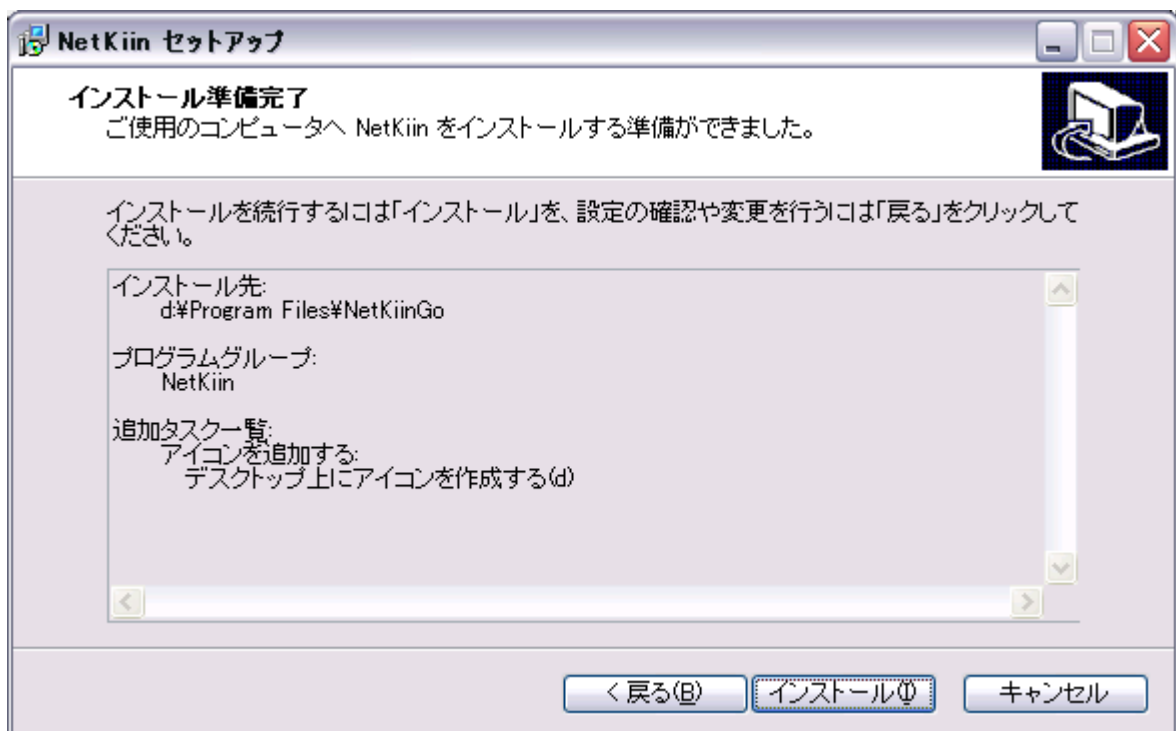 NetKiin セットアップ
インストール準備完了
ご使用のコンピュータへ NetKiin をインストールする準備ができました。
インストールを続行するには「インストール」を、設定の確認や変更を行うには「戻る」をクリックして
ください。
インストール先:
d:¥Program Files¥NetKiinGo
プログラムグループ:
NetKiin
追加タスク一覧:
アイコンを追加する:
デスクトップ上にアイコンを作成する(d)
< 戻る(B)
インストール(I)
キャンセル